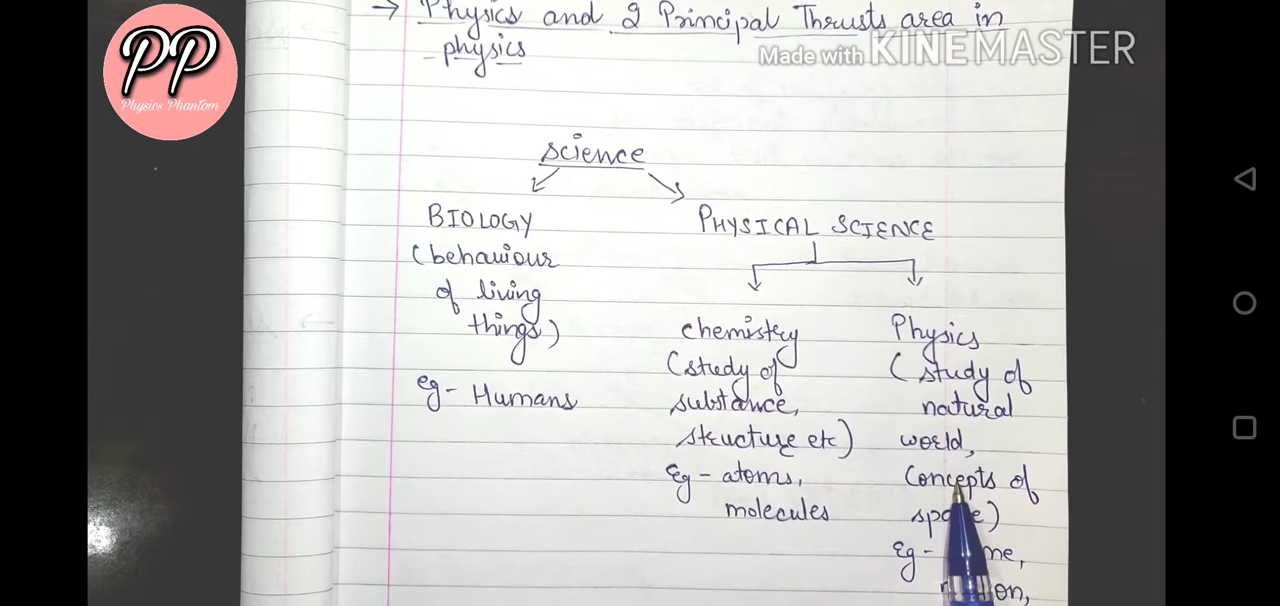 → Physics and 2 Principal Thrusts area in
physics
Made with KINEMASTER
PP
Physics Phantom
Science
BIOLOGY
(behaviour
of living
things)
eg- Humans
PHYSICAL SCIENCE
chemistry
(study of
substance,
structure etc)
Eg- atoms,
molecules
Physics
(study of
natural
world,
Concepts of
Eg-